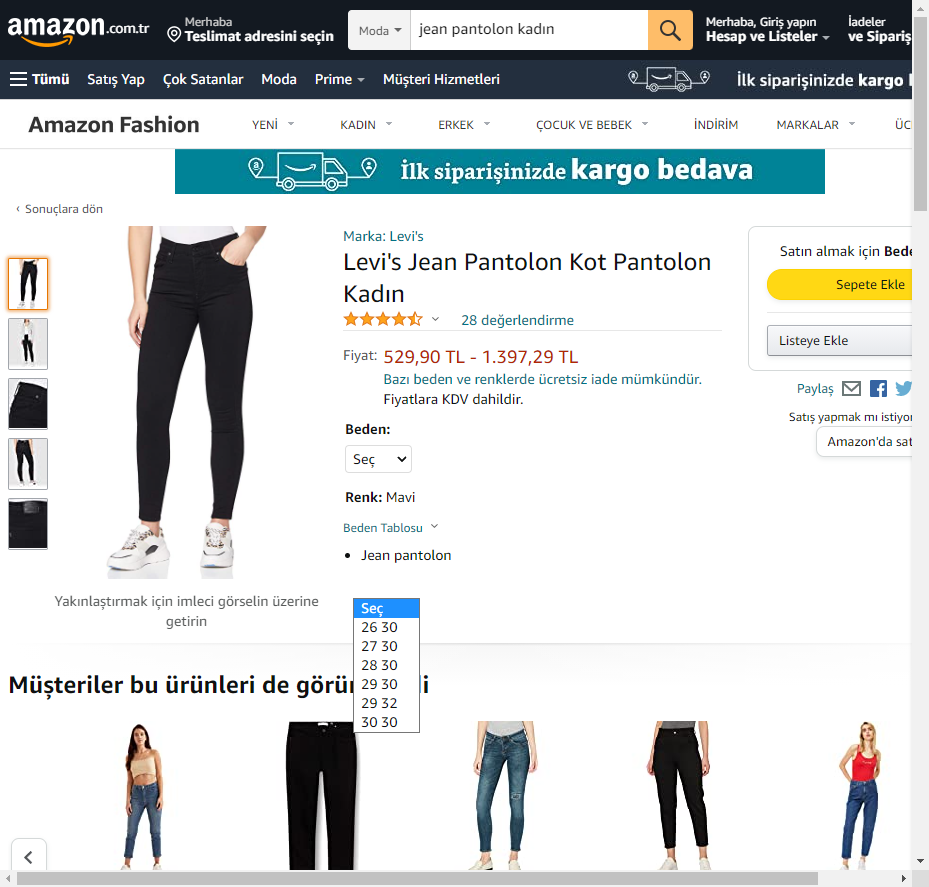 amazon.com.tr
Merhaba
Teslimat adresini seçin
Moda
jean pantolon kadın
Merhaba, Giriş yapın
Hesap ve Listeler
İadeler
ve Sipariş
Tümü
Satış Yap
Çok Satanlar
Moda
Prime
Müşteri Hizmetleri
İlk siparişinizde kargo
Amazon Fashion
YENİ
KADIN
ERKEK
ÇOCUK VE BEBEK
İNDİRİM
MARKALAR
ÜC
İlk siparişinizde kargo bedava
‹ Sonuçlara dön
Marka: Levi's
Levi's Jean Pantolon Kot Pantolon
Kadın
28 değerlendirme
Fiyat: 529,90 TL - 1.397,29 TL
Bazı beden ve renklerde ücretsiz iade mümkündür.
Fiyatlara KDV dahildir.
Beden:
Seç
Renk: Mavi
Beden Tablosu
• Jean pantolon
Satın almak için Bede
Sepete Ekle
Listeye Ekle
Paylaş
Satış yapmak mı istiyor
Amazon'da sat
Yakınlaştırmak için imleci görselin üzerine
getirin
Seç
26 30
27 30
28 30
29 30
29 32
30 30
Müşteriler bu ürünleri de görün